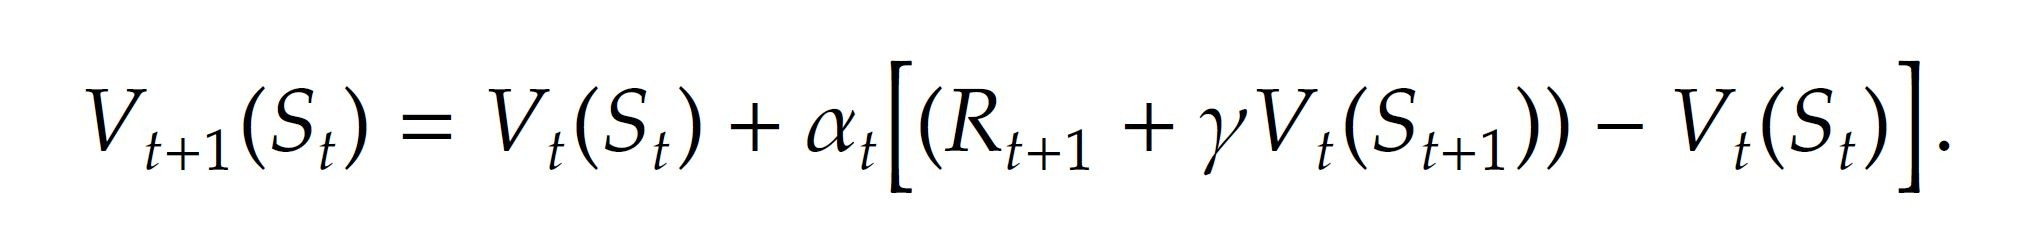 V_{t+1}(S_t) = V_t(S_t) + α_t[(R_{t+1} + γV_t(S_{t+1})) − V_t(S_t)].